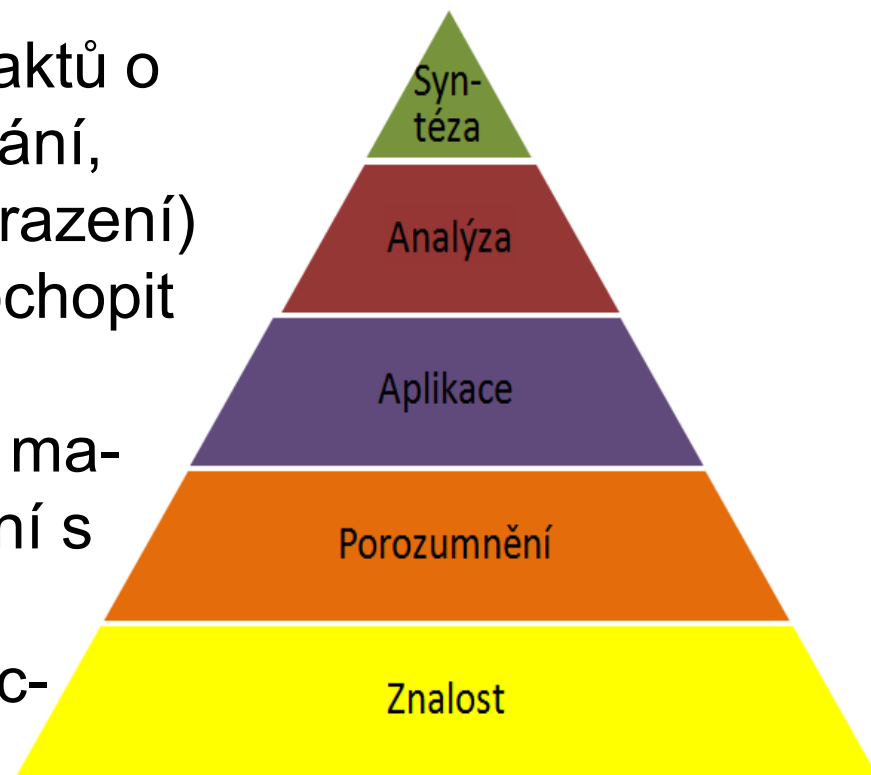 aktů o
ání,
razení)
chopit
ma-
ní s
c-
Syn-
téza
Analýza
Aplikace
Porozumnění
Znalost